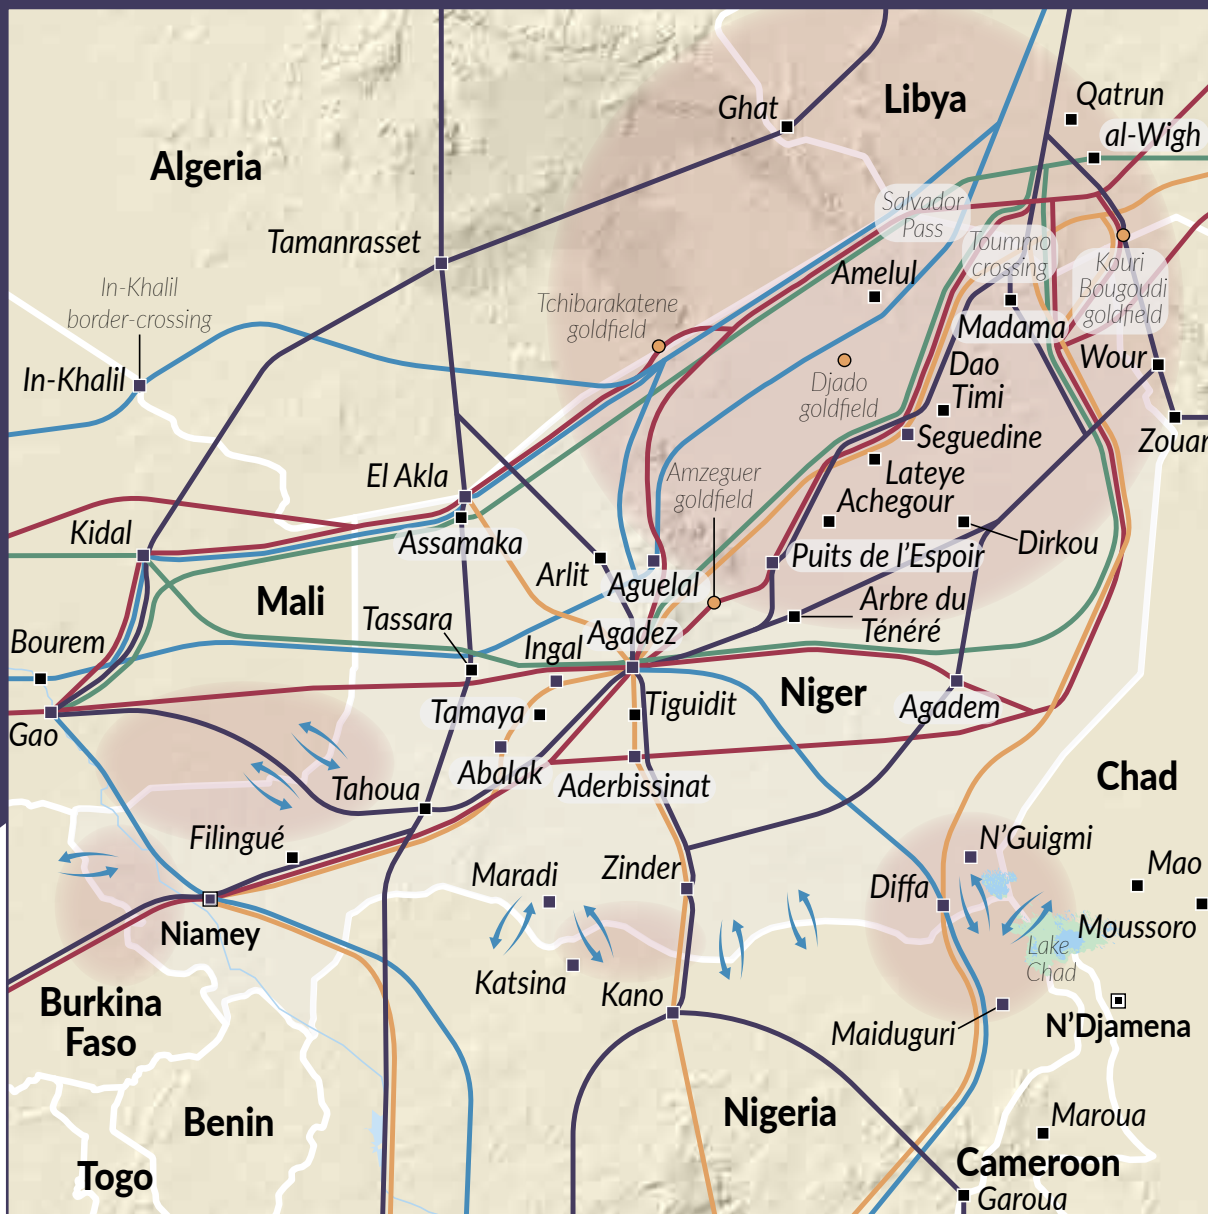 Ghat
Libya
Qatrun
al-Wigh
Algeria
Salvador
Pass
Tamanrasset
Toummo
crossing
Amelul
Kouri
Bougoudi
goldfield
In-Khalil
border-crossing
Tchibarakatene
goldfield
Madama
Wour
In-Khalil
Djado
goldfield
Dao
Timi
Zouar
Seguedine
El Akla
Amzeguer
goldfield
Lateye
Achegour
Kidal
Assamaka
Dirkou
Arlit
Aguelal
Puits de l’Espoir
Mali
Tassara
Arbre du
Ténéré
Bourem
Ingal
Agadez
Niger
Agadem
Tamaya
Tiguidit
Gao
Abalak
Aderbissinat
Chad
Tahoua
Filingué
N’Guigmi
Maradi
Zinder
Diffa
Mao
Moussoro
Niamey
Lake
Chad
Katsina
Kano
Burkina
Faso
Maiduguri
N’Djamena
Benin
Nigeria
Maroua
Togo
Cameroon
Garoua